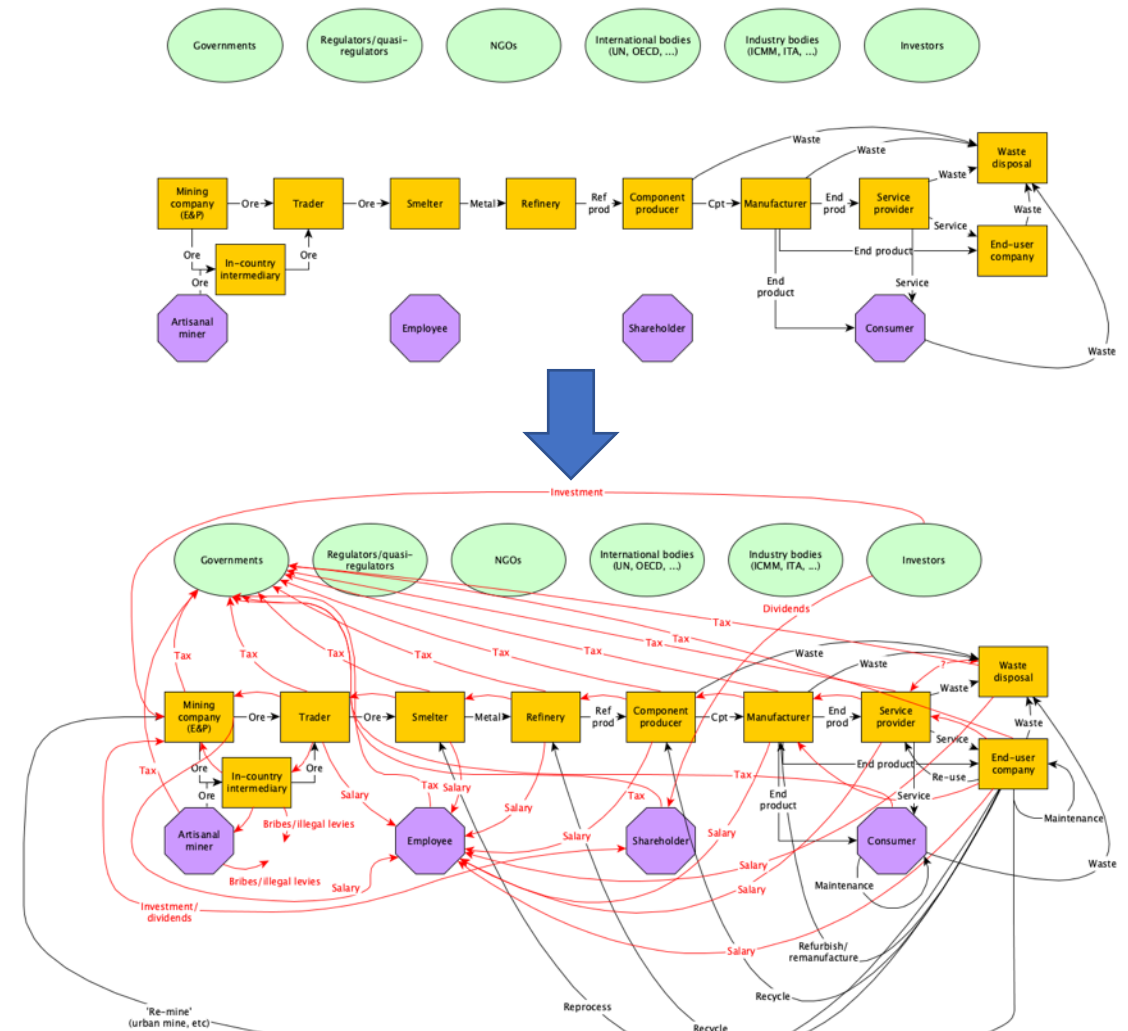 Governments
Regulators/quasi-
regulators
NGOs
International bodies
(UN, OECD, ...)
Industry bodies
(ICMM, ITA, ...)
Investors
Waste
Waste
Waste
disposal
Mining
company
(E&P)
Ore
Trader
Ore
Smelter
Metal
Refinery
Ref
prod
Component
producer
Cpt
Manufacturer
End
prod
Service
provider
Waste
Waste
Service
Ore
In-country
intermediary
Ore
Ore
End product
End-user
company
End
product
Service
Artisanal
miner
Employee
Shareholder
Consumer
Waste
Investment
Governments
Regulators/quasi-
regulators
NGOs
International bodies
(UN, OECD, ...)
Industry bodies
(ICMM, ITA, ...)
Investors
Dividends
Tax
Tax
Tax
Tax
Tax
Tax
Tax
Tax
Tax
Waste
Waste
?
Waste
disposal
Mining
company
(E&P)
Ore
Trader
Ore
Smelter
Metal
Refinery
Ref
prod
Component
producer
Cpt
Manufacturer
End
prod
Service
provider
Waste
Waste
Service
Ore
In-country
intermediary
Ore
Tax
Ore
End product
Re-use
End-user
company
Tax
Salary
Tax
Salary
Salary
Tax
End
product
Service
Maintenance
Artisanal
miner
Bribes/illegal levies
Employee
Salary
Shareholder
Salary
Consumer
Waste
Bribes/illegal levies
Salary
Salary
Salary
Maintenance
Investment/
dividends
Salary
Refurbish/
remanufacture
Recycle
Reprocess
'Re-mine'
(urban mine, etc)
Recycle